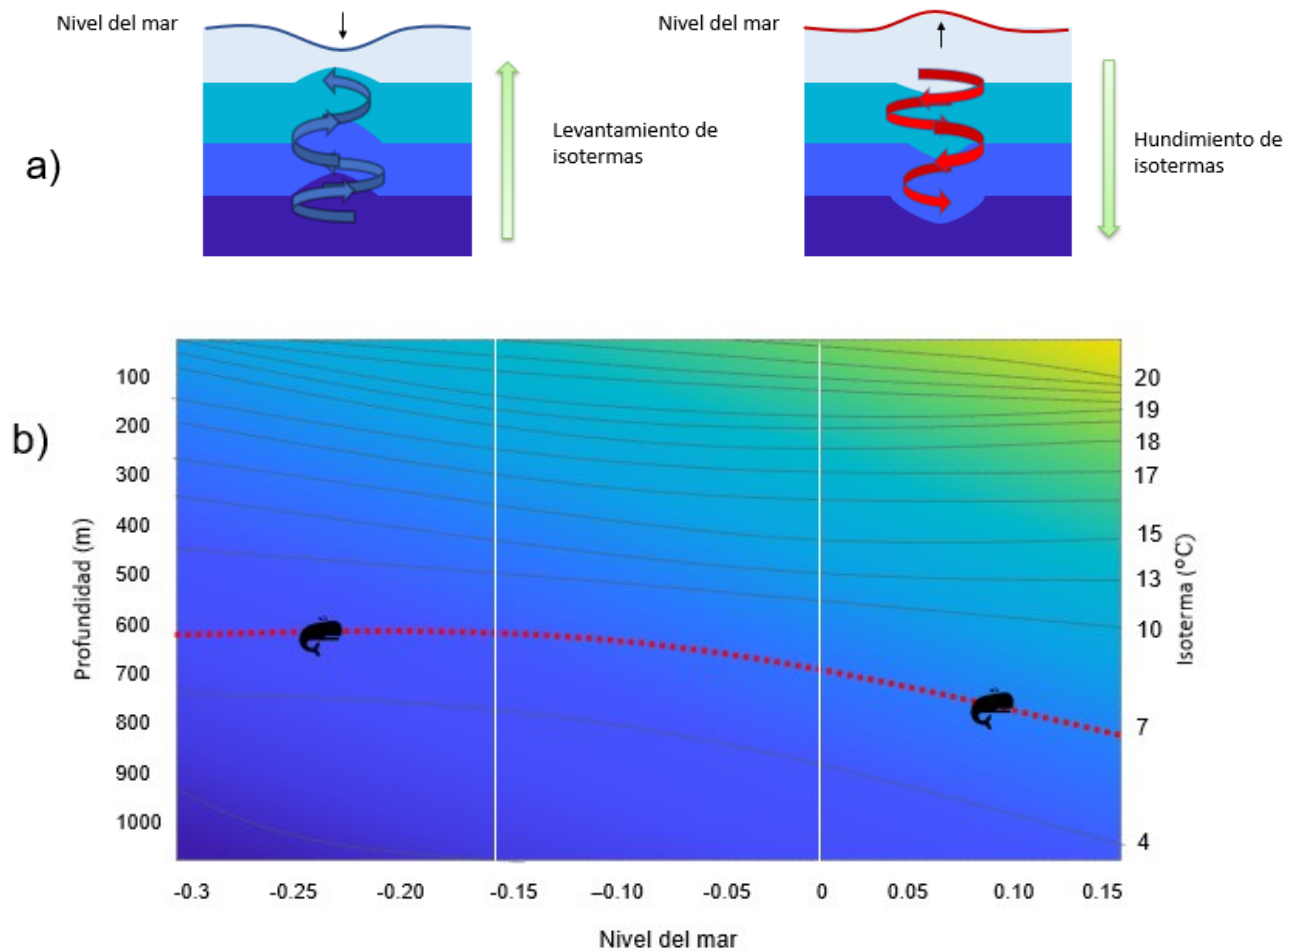 Nivel del mar
Nivel del mar
a)
Levantamiento de
isotermas
Hundimiento de
isotermas
b)
Profundidad (m)
100
200
300
400
500
600
700
800
900
1000
20
19
18
17
15
13
10
7
4
Isoterma (°C)
-0.3
-0.25
-0.20
-0.15
–0.10
-0.05
0
0.05
0.10
0.15
Nivel del mar